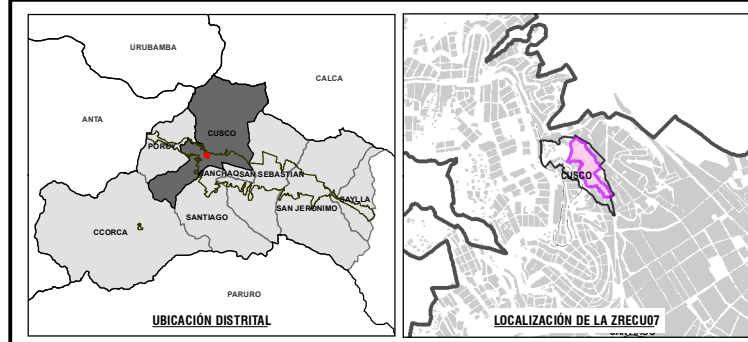 URUBAMBA
CALCA
ANTA
CUSCO
POROY
WANCHAQ
SAN SEBASTIAN
SAYLLA
SAN JERONIMO
SANTIAGO
CCORCA
PARURO
UBICACIÓN DISTRITAL
CUSCO
LOCALIZACIÓN DE LA ZRECU07
SANTIAGO